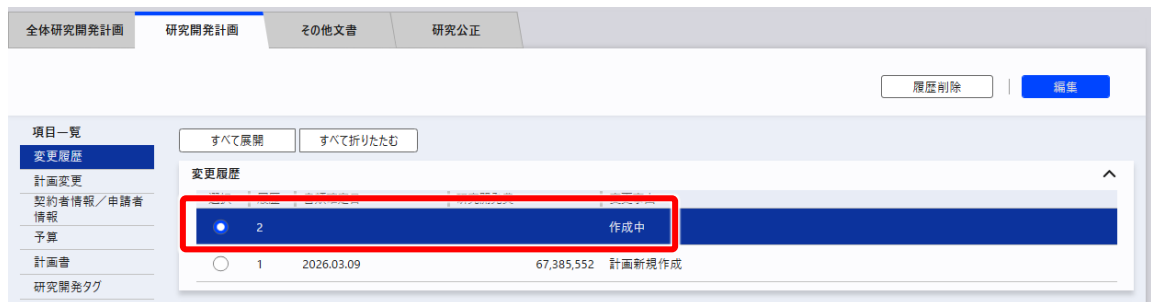 全体研究開発計画 研究開発計画 その他文書 研究公正
履歴削除 編集
項目一覧
変更履歴
計画変更
契約者情報／申請者
情報
予算
計画書
研究開発タグ
すべて展開 すべて折りたたむ
変更履歴
2 作成中
1 2026.03.09 67,385,552 計画新規作成